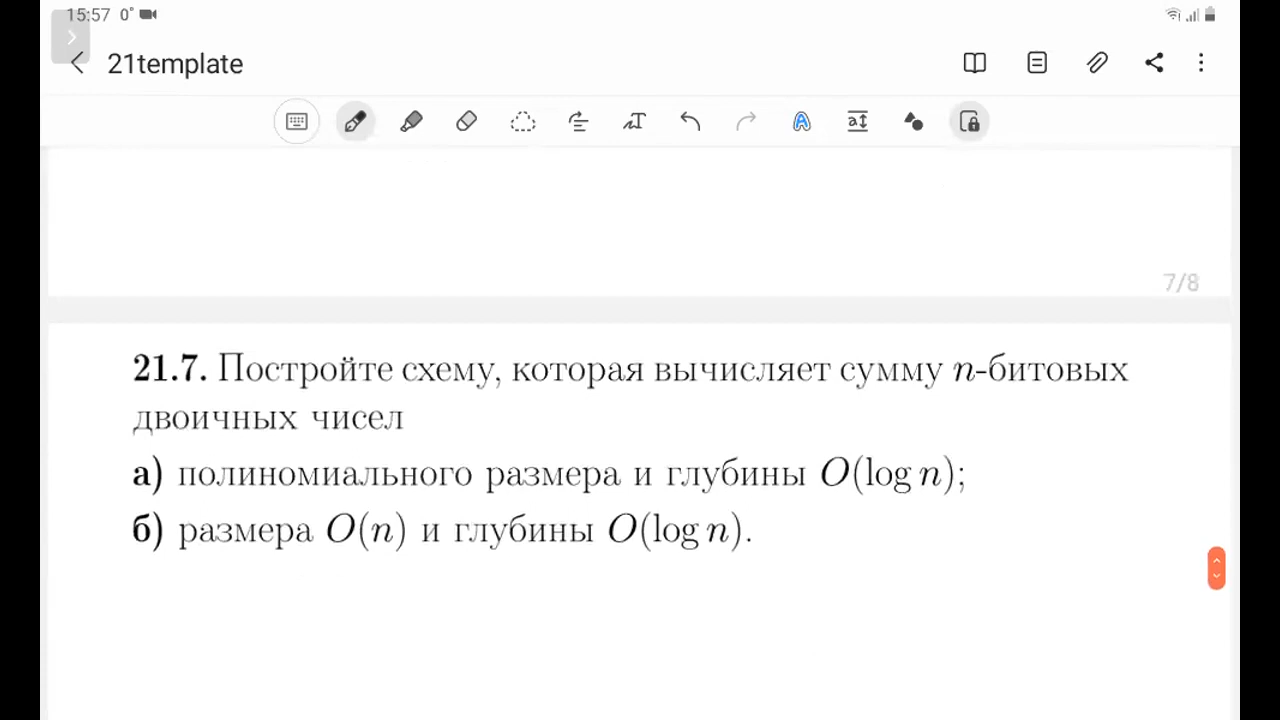 15:57 0°
21template
7/8
21.7. Постройте схему, которая вычисляет сумму n-битовых
двоичных чисел
а) полиномиального размера и глубины O(log n);
б) размера O(n) и глубины O(log n).